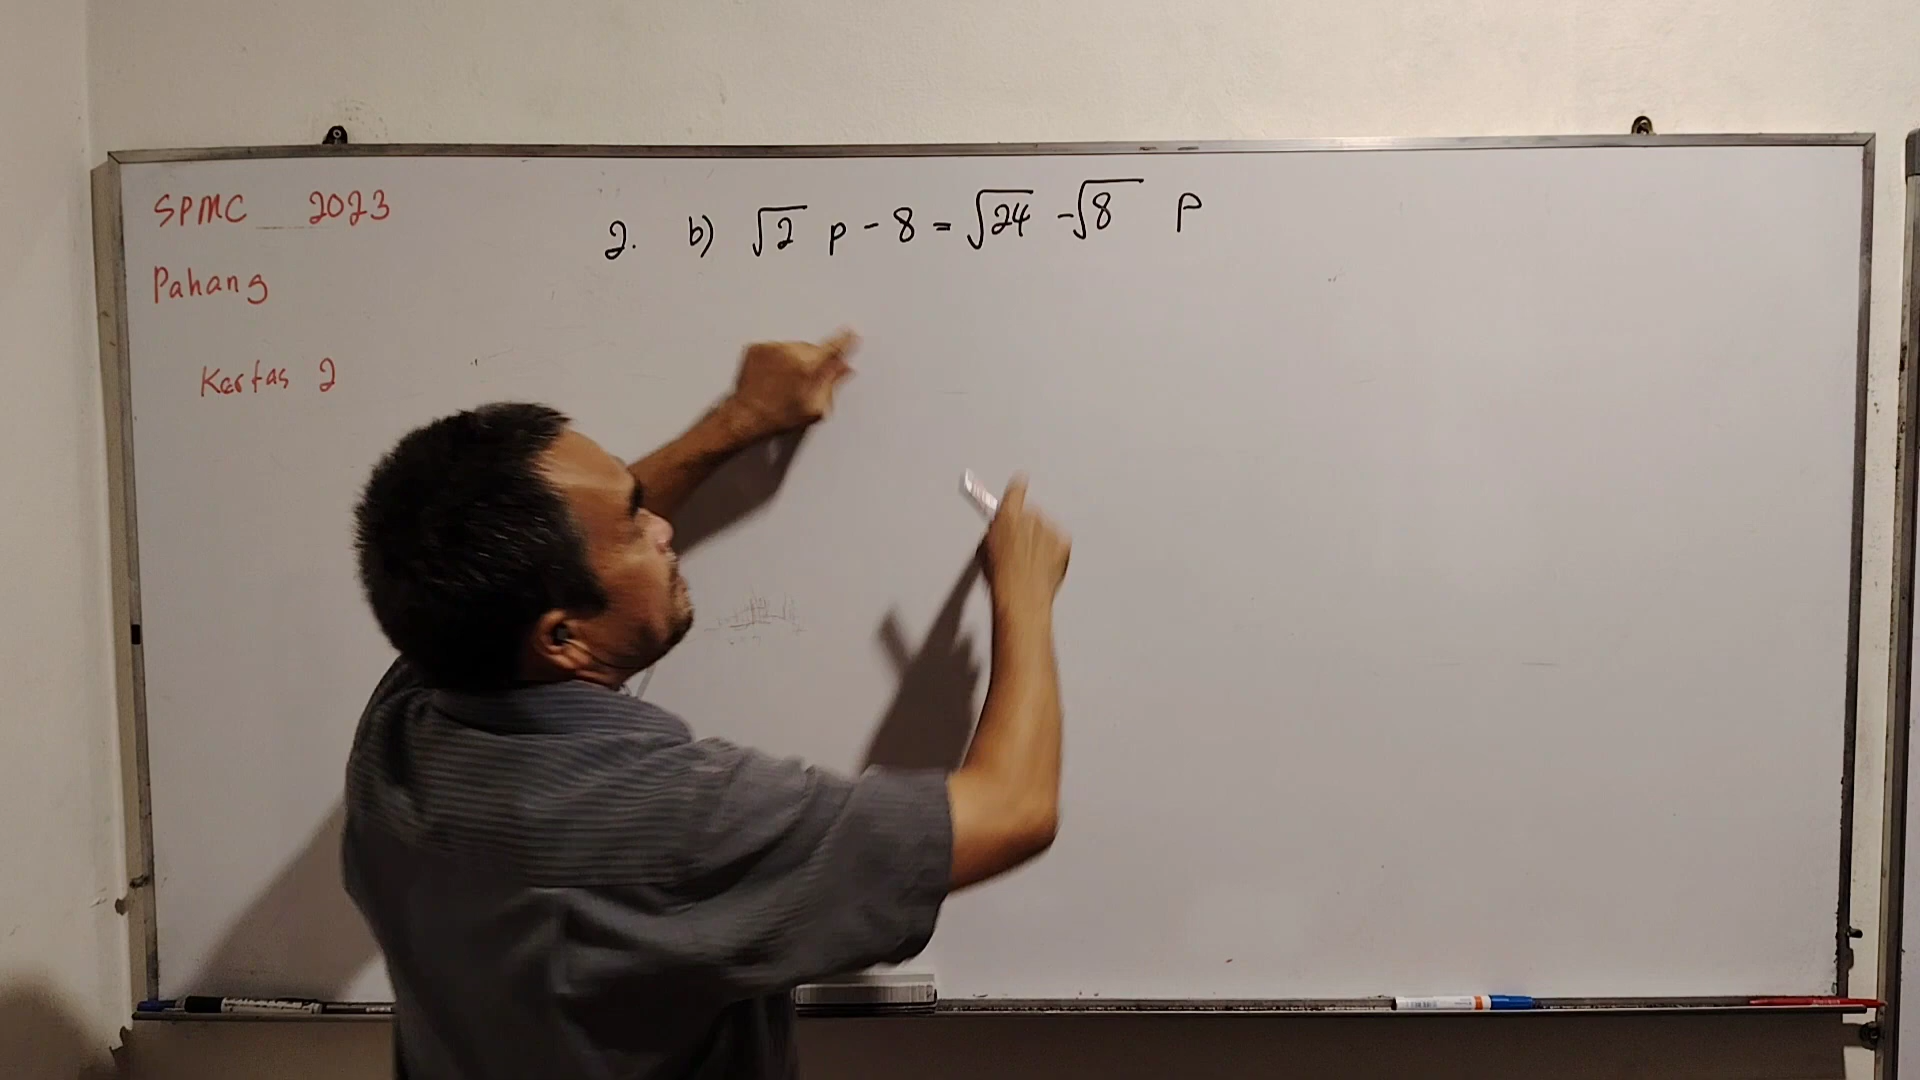 SPMC 2023
Pahang
Kertas 2
2. b) √2 p - 8 = √24 - √8 p